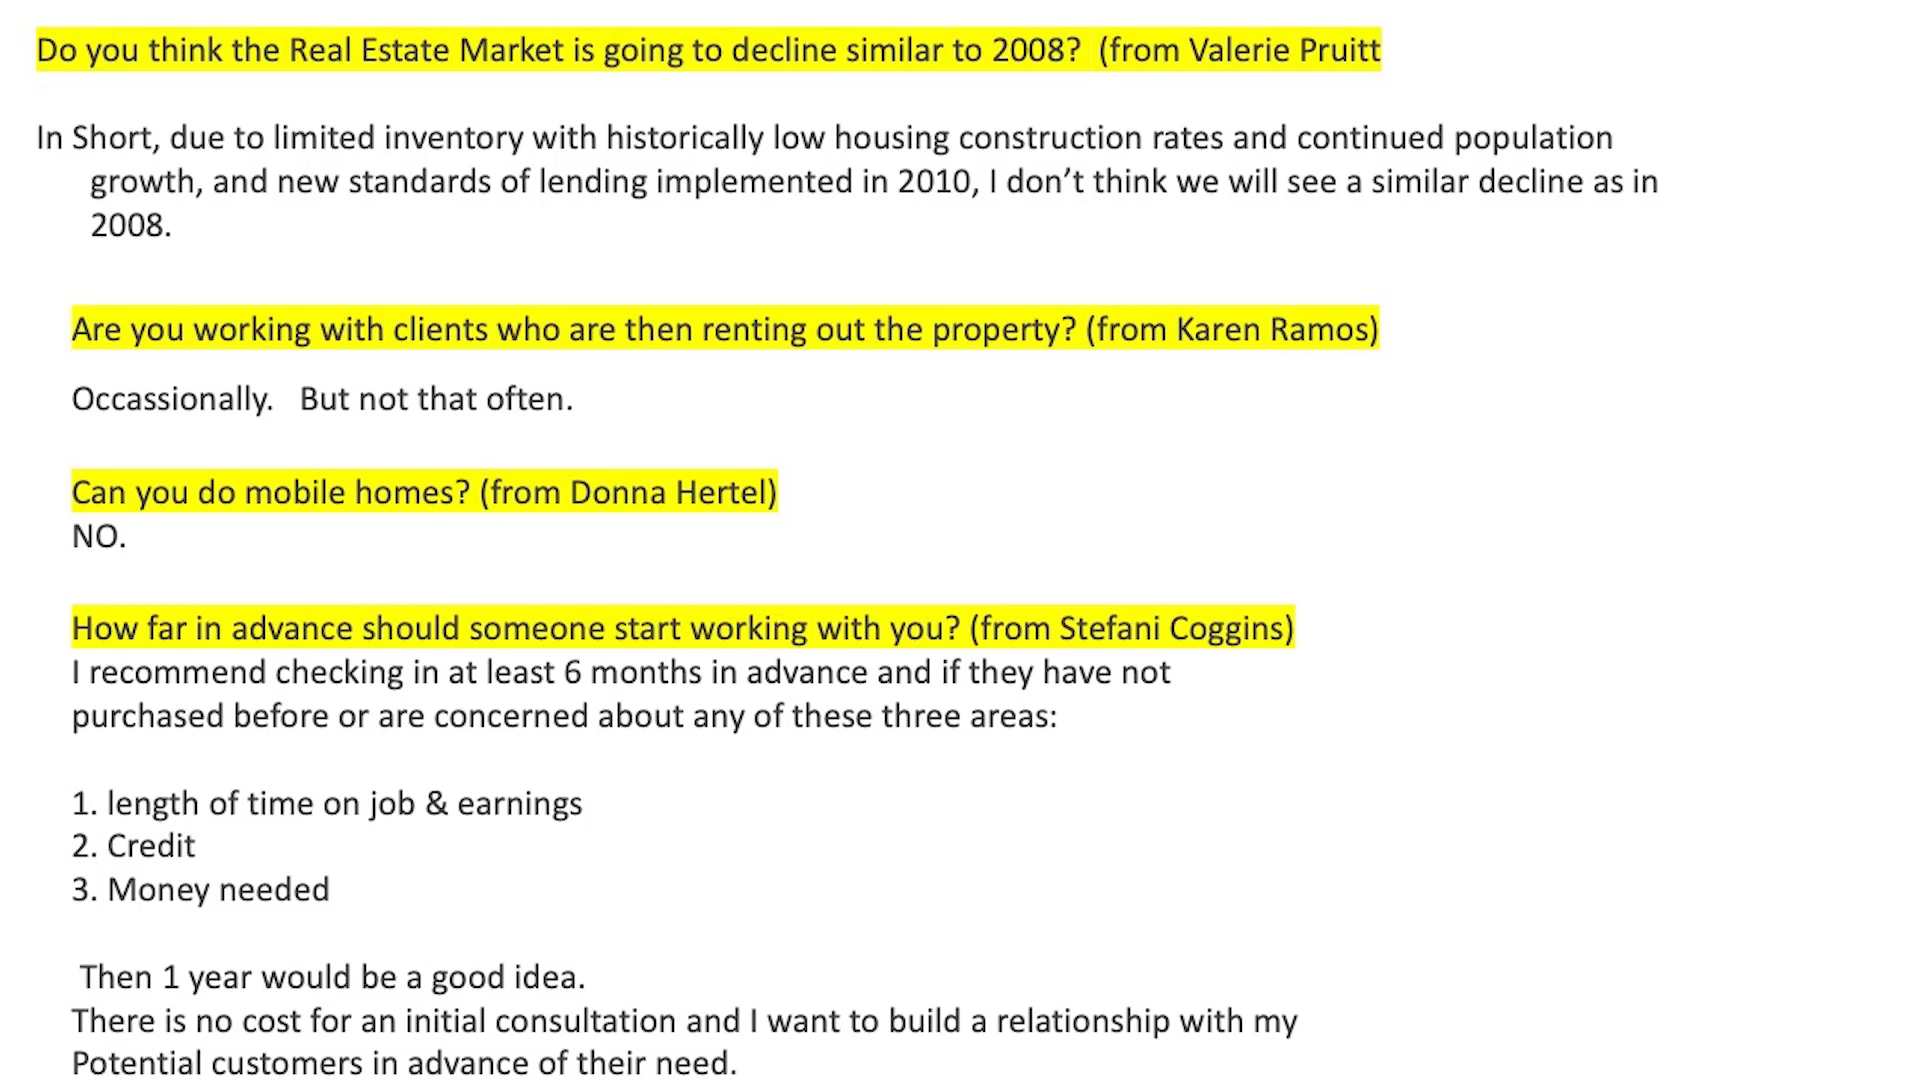 Do you think the Real Estate Market is going to decline similar to 2008?  (from Valerie Pruitt
In Short, due to limited inventory with historically low housing construction rates and continued population
growth, and new standards of lending implemented in 2010, I don’t think we will see a similar decline as in
2008.
Are you working with clients who are then renting out the property? (from Karen Ramos)
Occassionally.   But not that often.
Can you do mobile homes? (from Donna Hertel)
NO.
How far in advance should someone start working with you? (from Stefani Coggins)
I recommend checking in at least 6 months in advance and if they have not
purchased before or are concerned about any of these three areas:
1. length of time on job & earnings
2. Credit
3. Money needed
Then 1 year would be a good idea.
There is no cost for an initial consultation and I want to build a relationship with my
Potential customers in advance of their need.